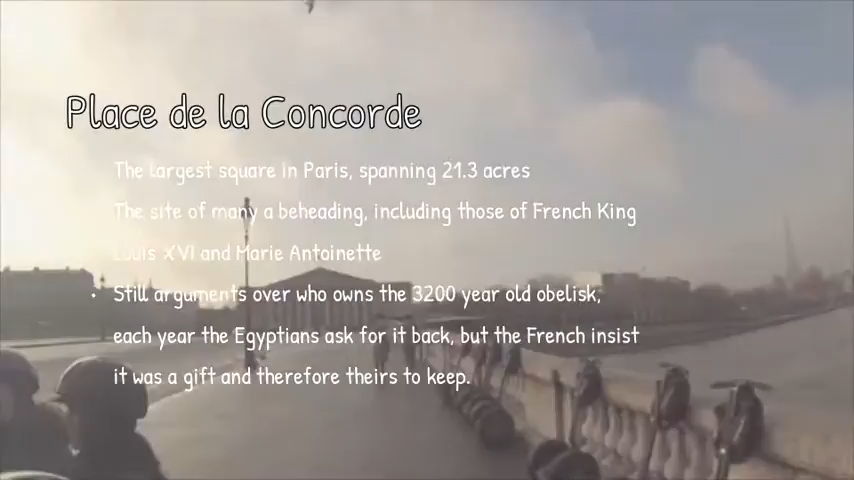 Place de la Concorde
The largest square in Paris, spanning 21.3 acres
The site of many a beheading, including those of French King
Louis XVI and Marie Antoinette
• Still arguments over who owns the 3200 year old obelisk,
each year the Egyptians ask for it back, but the French insist
it was a gift and therefore theirs to keep.